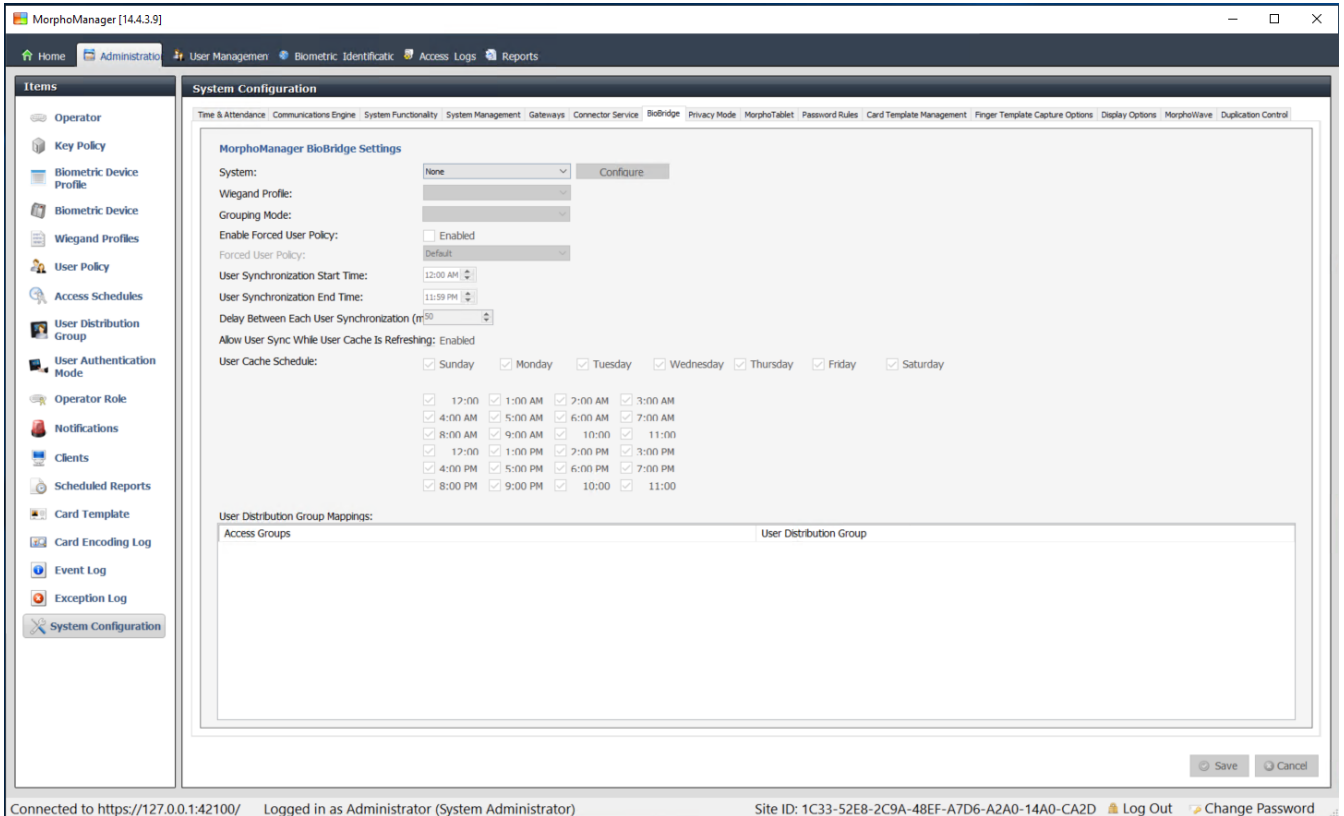 MorphoManager [14.4.3.9]
Home Administratio User Managemen Biometric Identificatic Access Logs Reports
Items
Operator
Key Policy
Biometric Device
Profile
Biometric Device
Wiegand Profiles
User Policy
Access Schedules
User Distribution
Group
User Authentication
Mode
Operator Role
Notifications
Clients
Scheduled Reports
Card Template
Card Encoding Log
Event Log
Exception Log
System Configuration
System Configuration
Time & Attendance Communications Engine System Functionality System Management Gateways Connector Service BioBridge Privacy Mode MorphoTablet Password Rules Card Template Management Finger Template Capture Options Display Options MorphoWave Duplication Control
MorphoManager BioBridge Settings
System: None Configure
Wiegand Profile:
Grouping Mode:
Enable Forced User Policy: Enabled
Forced User Policy: Default
User Synchronization Start Time: 12:00 AM
User Synchronization End Time: 11:59 PM
Delay Between Each User Synchronization (m 50
Allow User Sync While User Cache Is Refreshing: Enabled
User Cache Schedule: Sunday Monday Tuesday Wednesday Thursday Friday Saturday
12:00 1:00 AM 2:00 AM 3:00 AM
4:00 AM 5:00 AM 6:00 AM 7:00 AM
8:00 AM 9:00 AM 10:00 11:00
12:00 1:00 PM 2:00 PM 3:00 PM
4:00 PM 5:00 PM 6:00 PM 7:00 PM
8:00 PM 9:00 PM 10:00 11:00
User Distribution Group Mappings:
Access Groups User Distribution Group
Save Cancel
Connected to https://127.0.0.1:42100/ Logged in as Administrator (System Administrator) Site ID: 1C33-52E8-2C9A-48EF-A7D6-A2A0-14A0-CA2D Log Out Change Password